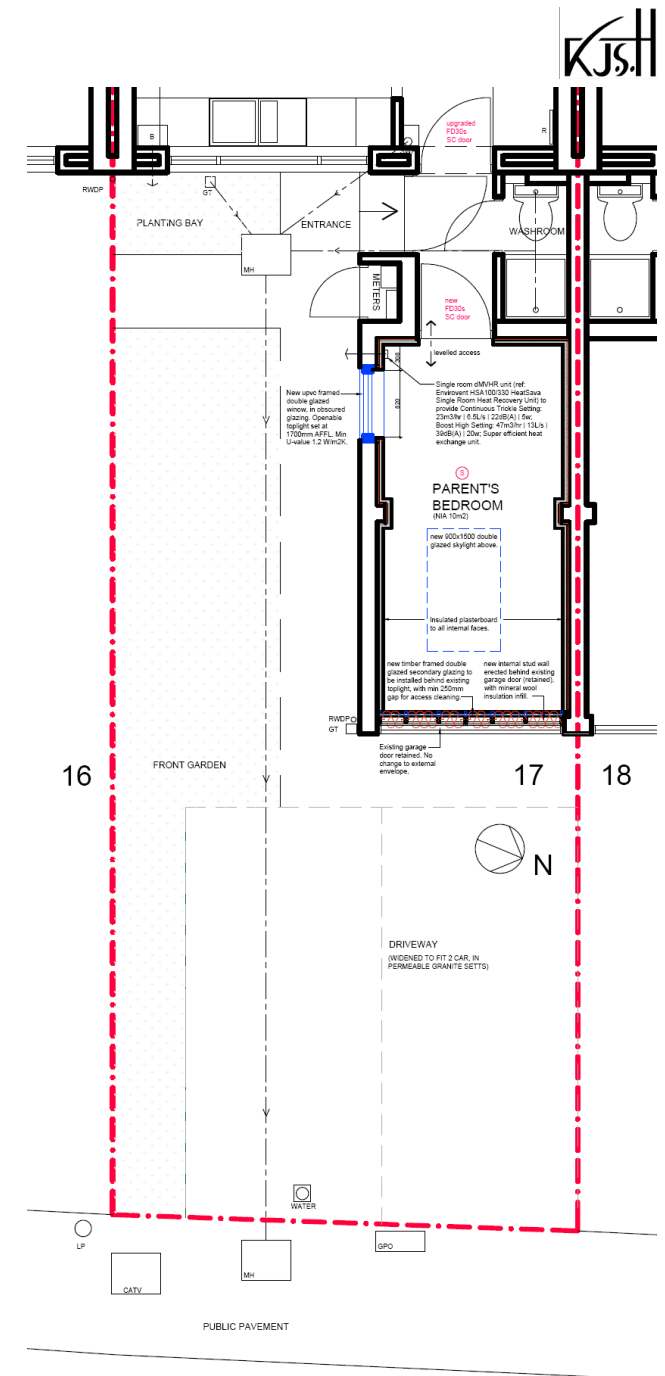 KJS.H
upgraded
FD30s
SC door
B
R
RWDP
GT
PLANTING BAY
ENTRANCE
WASHROOM
MH
METERS
new
FD30s
SC door
levelled access
300
New upvc framed
double glazed
winow, in obscured
glazing. Openable
toplight set at
1700mm AFFL. Min
U-value 1.2 W/m2K.
620
Single room dMVHR unit (ref:
Envirovent HSA100/330 HeatSava
Single Room Heat Recovery Unit) to
provide Continuous Trickle Setting:
23m3/hr | 6.5L/s | 22dB(A) | 5w;
Boost High Setting: 47m3/hr | 13L/s |
39dB(A) | 20w; Super efficient heat
exchange unit.
S
PARENT'S
BEDROOM
(NIA 10m2)
new 900x1500 double
glazed skylight above.
Insulated plasterboard
to all internal faces.
new timber framed double
glazed secondary glazing to
be installed behind existing
toplight, with min 250mm
gap for access cleaning.
new internal stud wall
erected behind existing
garage door (retained),
with mineral wool
insulation infill.
RWDP
GT
Existing garage
door retained. No
change to external
envelope.
16
FRONT GARDEN
17
18
N
DRIVEWAY
(WIDENED TO FIT 2 CAR, IN
PERMEABLE GRANITE SETTS)
WATER
LP
CATV
MH
GPO
PUBLIC PAVEMENT